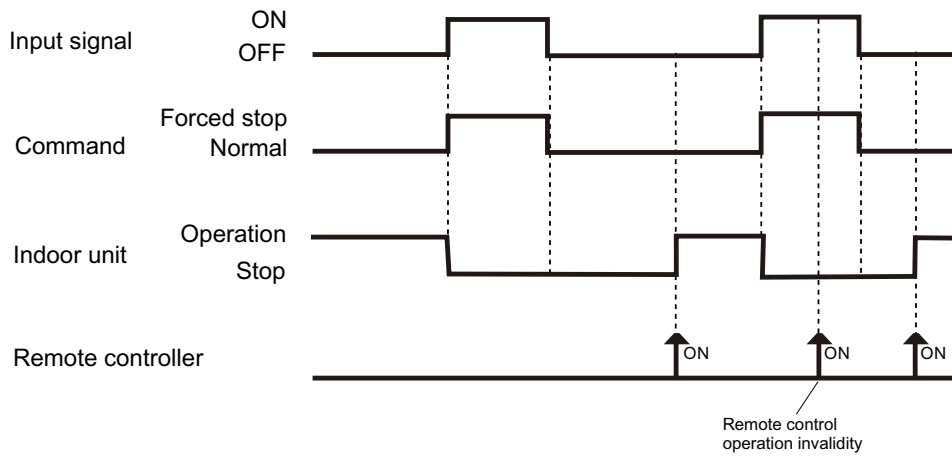 ON
Input signal
OFF
Forced stop
Command
Normal
Operation
Indoor unit
Stop
Remote controller
ON
ON
ON
Remote control
operation invalidity